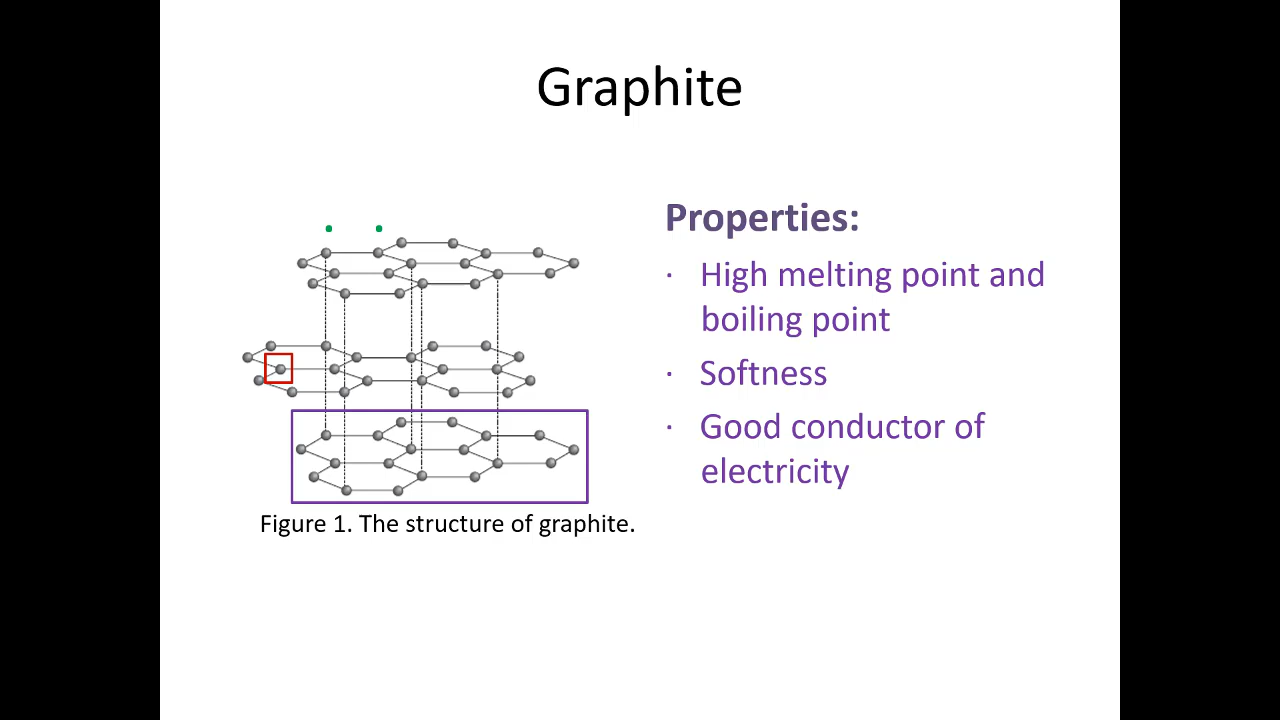 Graphite
Properties:
· High melting point and
boiling point
· Softness
· Good conductor of
electricity
Figure 1. The structure of graphite.